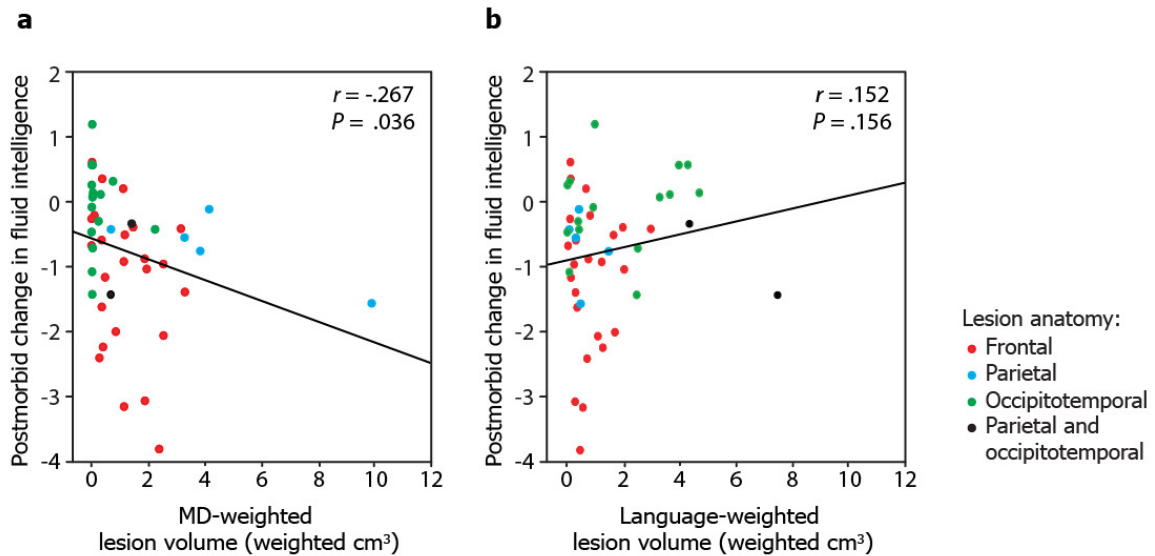 a
Postmorbid change in fluid intelligence
2
1
0
-1
-2
-3
-4
r = -.267
P = .036
0 2 4 6 8 10 12
MD-weighted
lesion volume (weighted cm³)
b
Postmorbid change in fluid intelligence
2
1
0
-1
-2
-3
-4
r = .152
P = .156
0 2 4 6 8 10 12
Language-weighted
lesion volume (weighted cm³)
Lesion anatomy:
Frontal
Parietal
Occipitotemporal
Parietal and
occipitotemporal